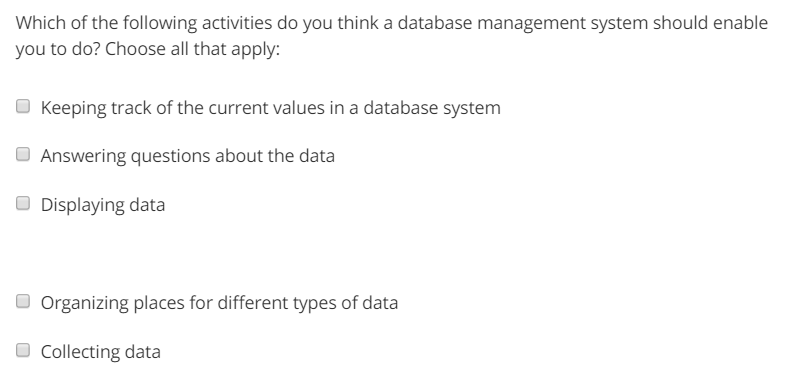 Which of the following activities do you think a database management system should enable
you to do? Choose all that apply:
Keeping track of the current values in a database system
Answering questions about the data
Displaying data
Organizing places for different types of data
Collecting data